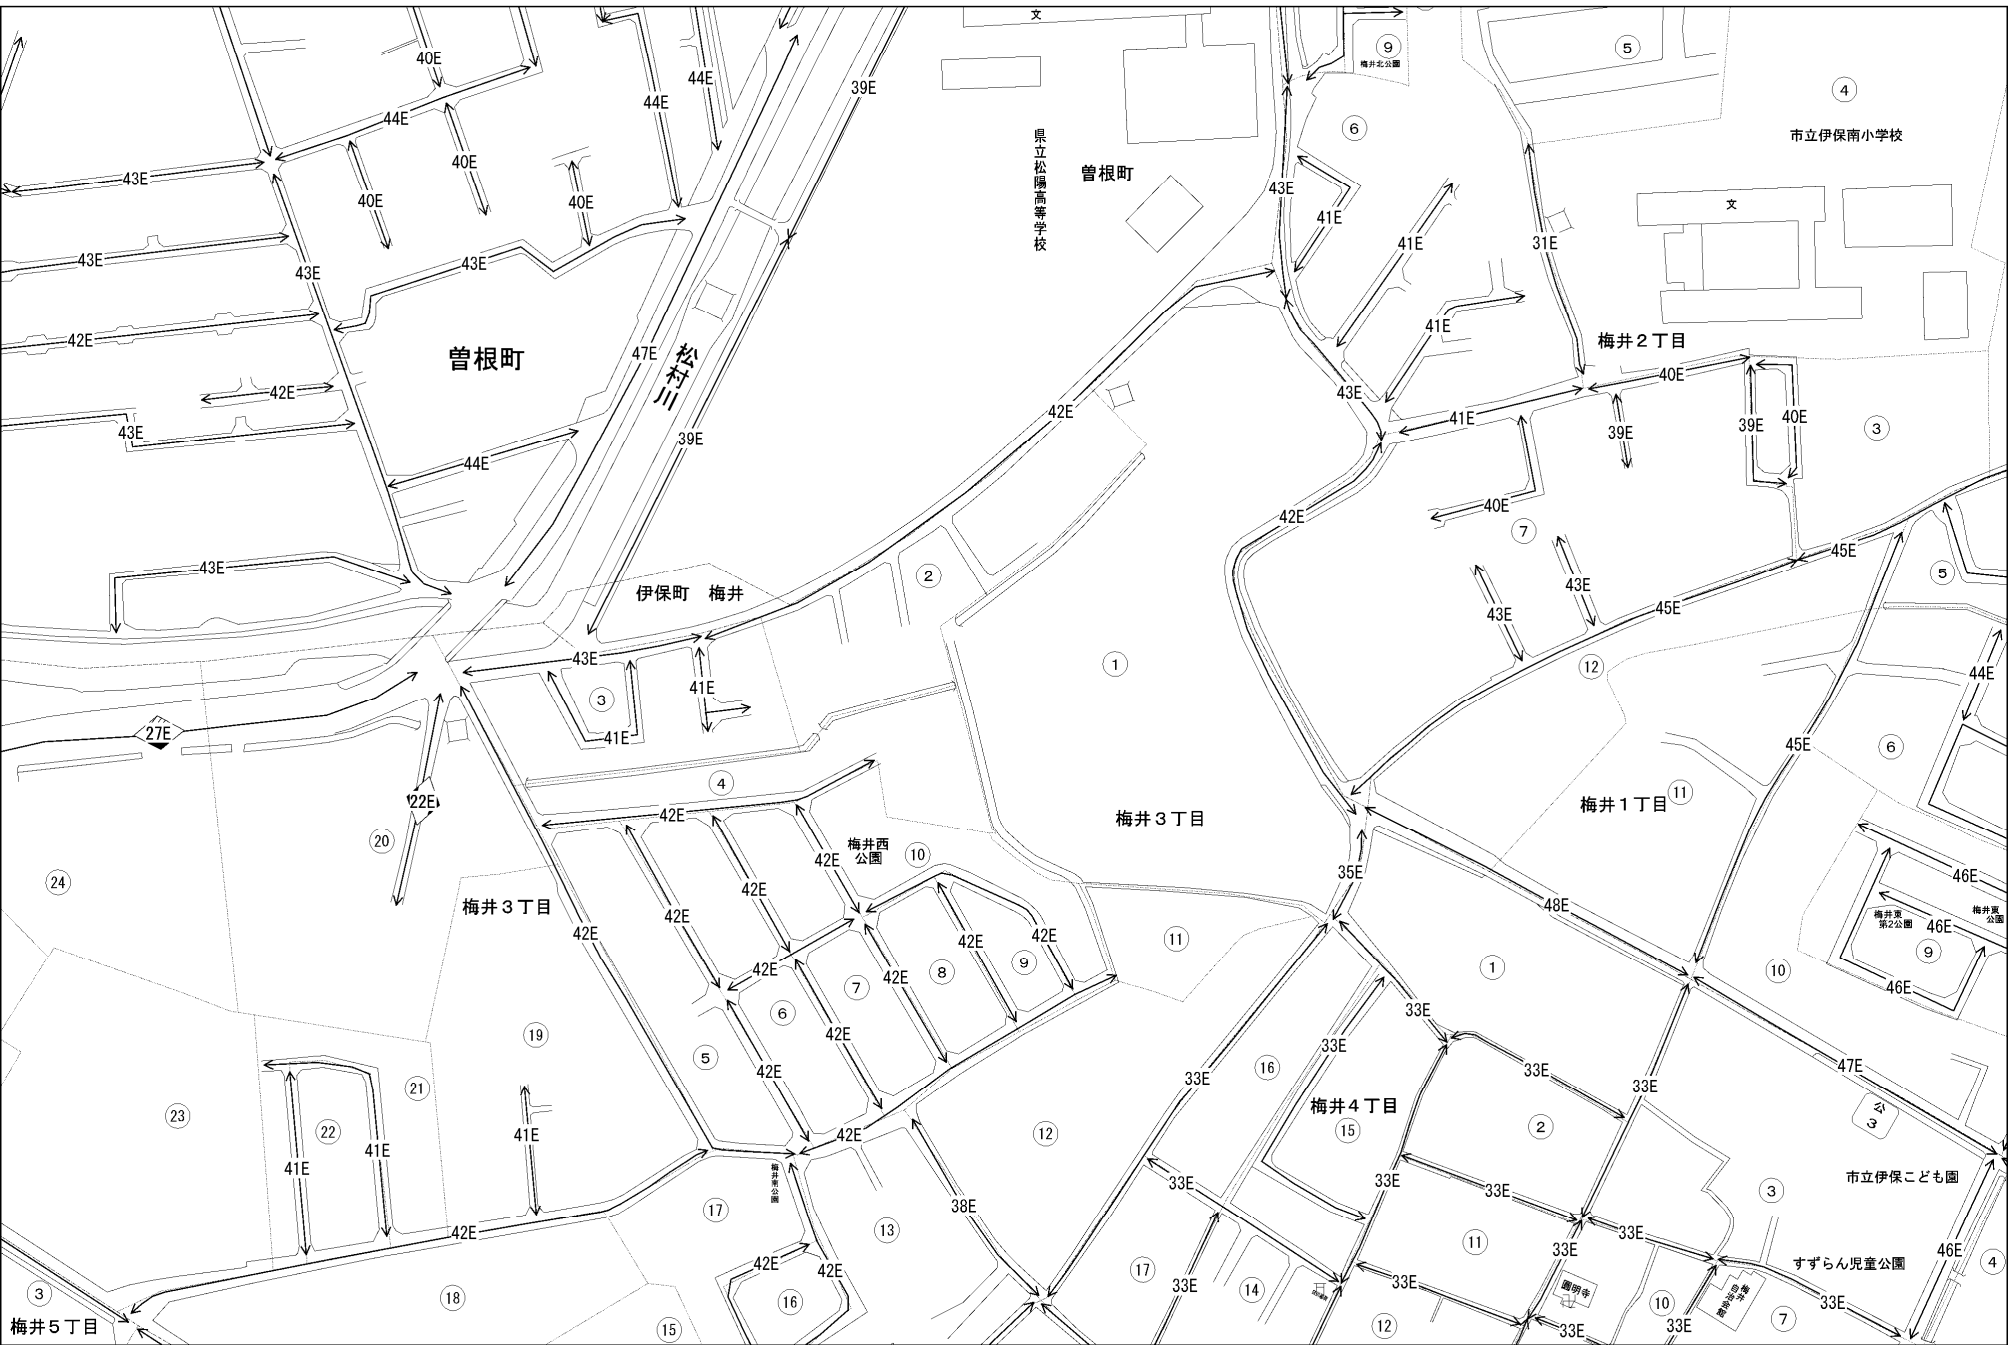 文
⑨
梅井北公園
⑤
④
40E
44E
44E
39E
44E
⑥
市立伊保南小学校
県立松陽高等学校
曽根町
43E
40E
40E
40E
43E
41E
文
43E
43E
43E
41E
31E
42E
曽根町
47E
松村川
41E
梅井２丁目
42E
43E
40E
43E
39E
42E
41E
39E
39E
40E
③
44E
42E
40E
⑦
45E
43E
伊保町 梅井
②
43E
43E
45E
⑤
43E
①
⑫
41E
③
44E
27E
41E
45E
⑥
22E
④
42E
梅井３丁目
梅井１丁目
⑪
⑳
梅井西
公園
⑩
42E
35E
46E
㉔
梅井３丁目
42E
42E
42E
48E
梅井東
第2公園
梅井東
公園
46E
42E
42E
42E
⑪
⑨
42E
42E
⑧
⑨
①
⑩
46E
⑦
⑥
42E
33E
⑲
⑤
42E
33E
⑯
33E
33E
47E
㉑
33E
梅井４丁目
公
3
㉓
㉒
41E
41E
41E
42E
⑫
⑮
②
市立伊保こども園
梅井南公園
33E
33E
33E
③
42E
⑰
38E
⑬
33E
46E
42E
42E
⑰
33E
⑪
33E
すずらん児童公園
④
③
⑱
⑯
⑭
33E
圓明寺
⑩
梅井
自治会館
33E
⑦
梅井５丁目
⑮
⑫
33E
33E